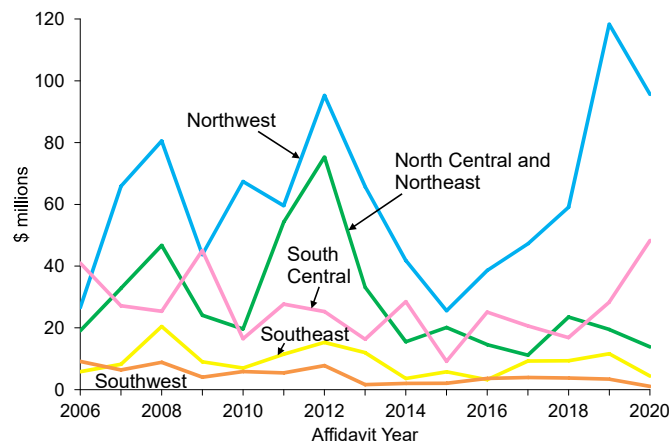 120
100
80
60
40
20
0
$ millions
Northwest
North Central and
Northeast
South
Central
Southeast
Southwest
2006 2008 2010 2012 2014 2016 2018 2020
Affidavit Year